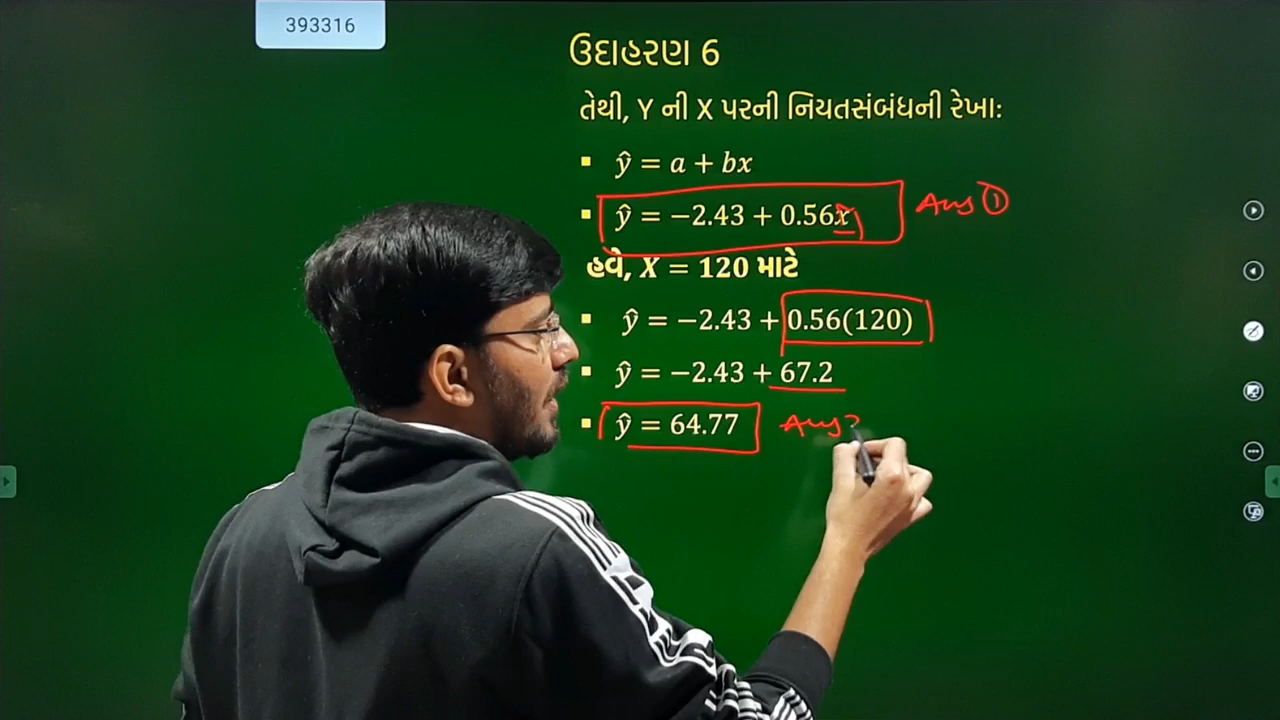 393316
ઉદાહરણ 6
તેથી, Y ની X પરની નિયતસંબંધની રેખા:
▪ ŷ = a + bx
▪ ŷ = −2.43 + 0.56x Ans ①
હવે, X = 120 માટે
▪ ŷ = −2.43 + 0.56(120)
▪ ŷ = −2.43 + 67.2
▪ ŷ = 64.77 Ans